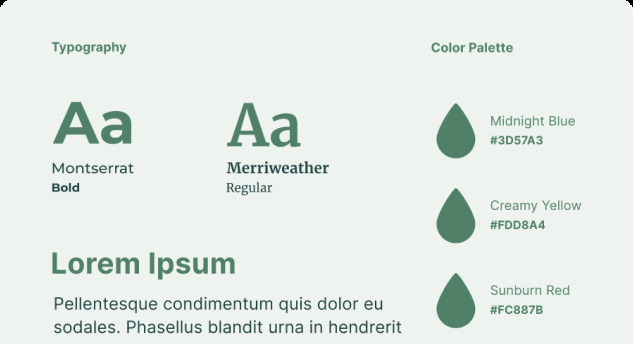 Typography
Color Palette
Aa
Aa
Montserrat
Bold
Merriweather
Regular
Midnight Blue
#3D57A3
Creamy Yellow
#FDD8A4
Sunburn Red
#FC887B
Lorem Ipsum
Pellentesque condimentum quis dolor eu
sodales. Phasellus blandit urna in hendrerit